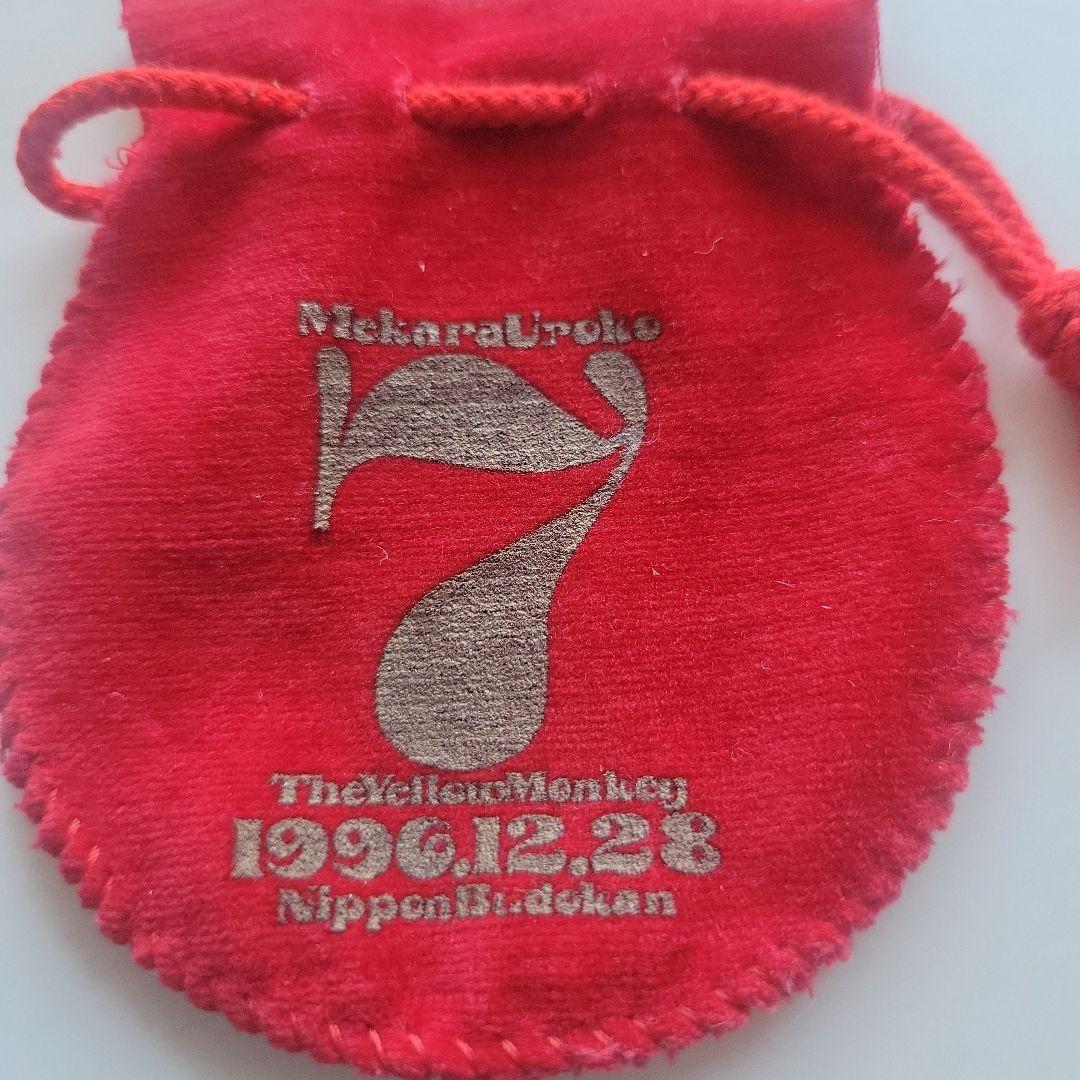 MekaraUroko
7
TheYellowMonkey
1996.12.28
NipponBudokan